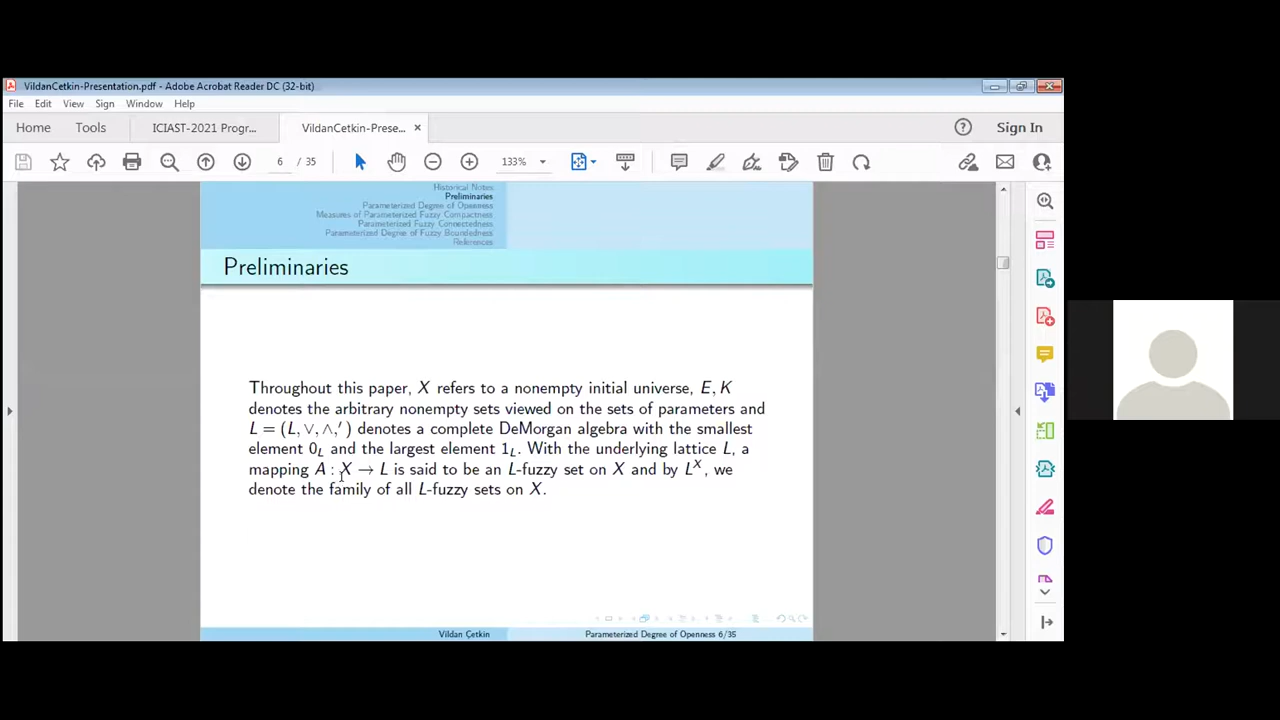 VildanCetkin-Presentation.pdf - Adobe Acrobat Reader DC (32-bit)
File Edit View Sign Window Help
Home Tools ICIAST-2021 Progr... VildanCetkin-Prese... × Sign In
6 / 35 133%
Historical Notes
Preliminaries
Parameterized Degree of Openness
Measures of Parameterized Fuzzy Compactness
Parameterized Fuzzy Connectedness
Parameterized Degree of Fuzzy Boundedness
References
Preliminaries
Throughout this paper, X refers to a nonempty initial universe, E, K
denotes the arbitrary nonempty sets viewed on the sets of parameters and
L = (L, ∨, ∧,′ ) denotes a complete DeMorgan algebra with the smallest
element 0_L and the largest element 1_L. With the underlying lattice L, a
mapping A : X → L is said to be an L-fuzzy set on X and by L^X, we
denote the family of all L-fuzzy sets on X.
Vildan Çetkin Parameterized Degree of Openness 6/35